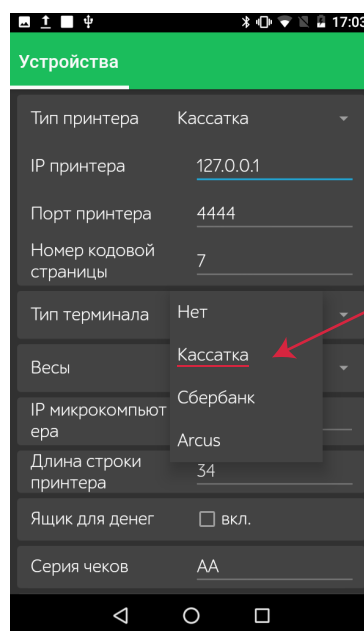 17:03
Устройства
Тип принтера Кассатка
IP принтера 127.0.0.1
Порт принтера 4444
Номер кодовой
страницы 7
Тип терминала Нет
Кассатка
Весы
Сбербанк
IP микрокомпьют
ера
Arcus
Длина строки
принтера 34
Ящик для денег вкл.
Серия чеков AA